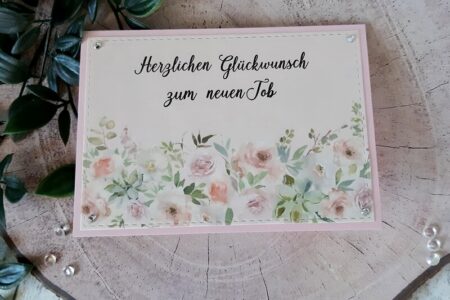 Herzlichen Glückwunsch
zum neuen Job